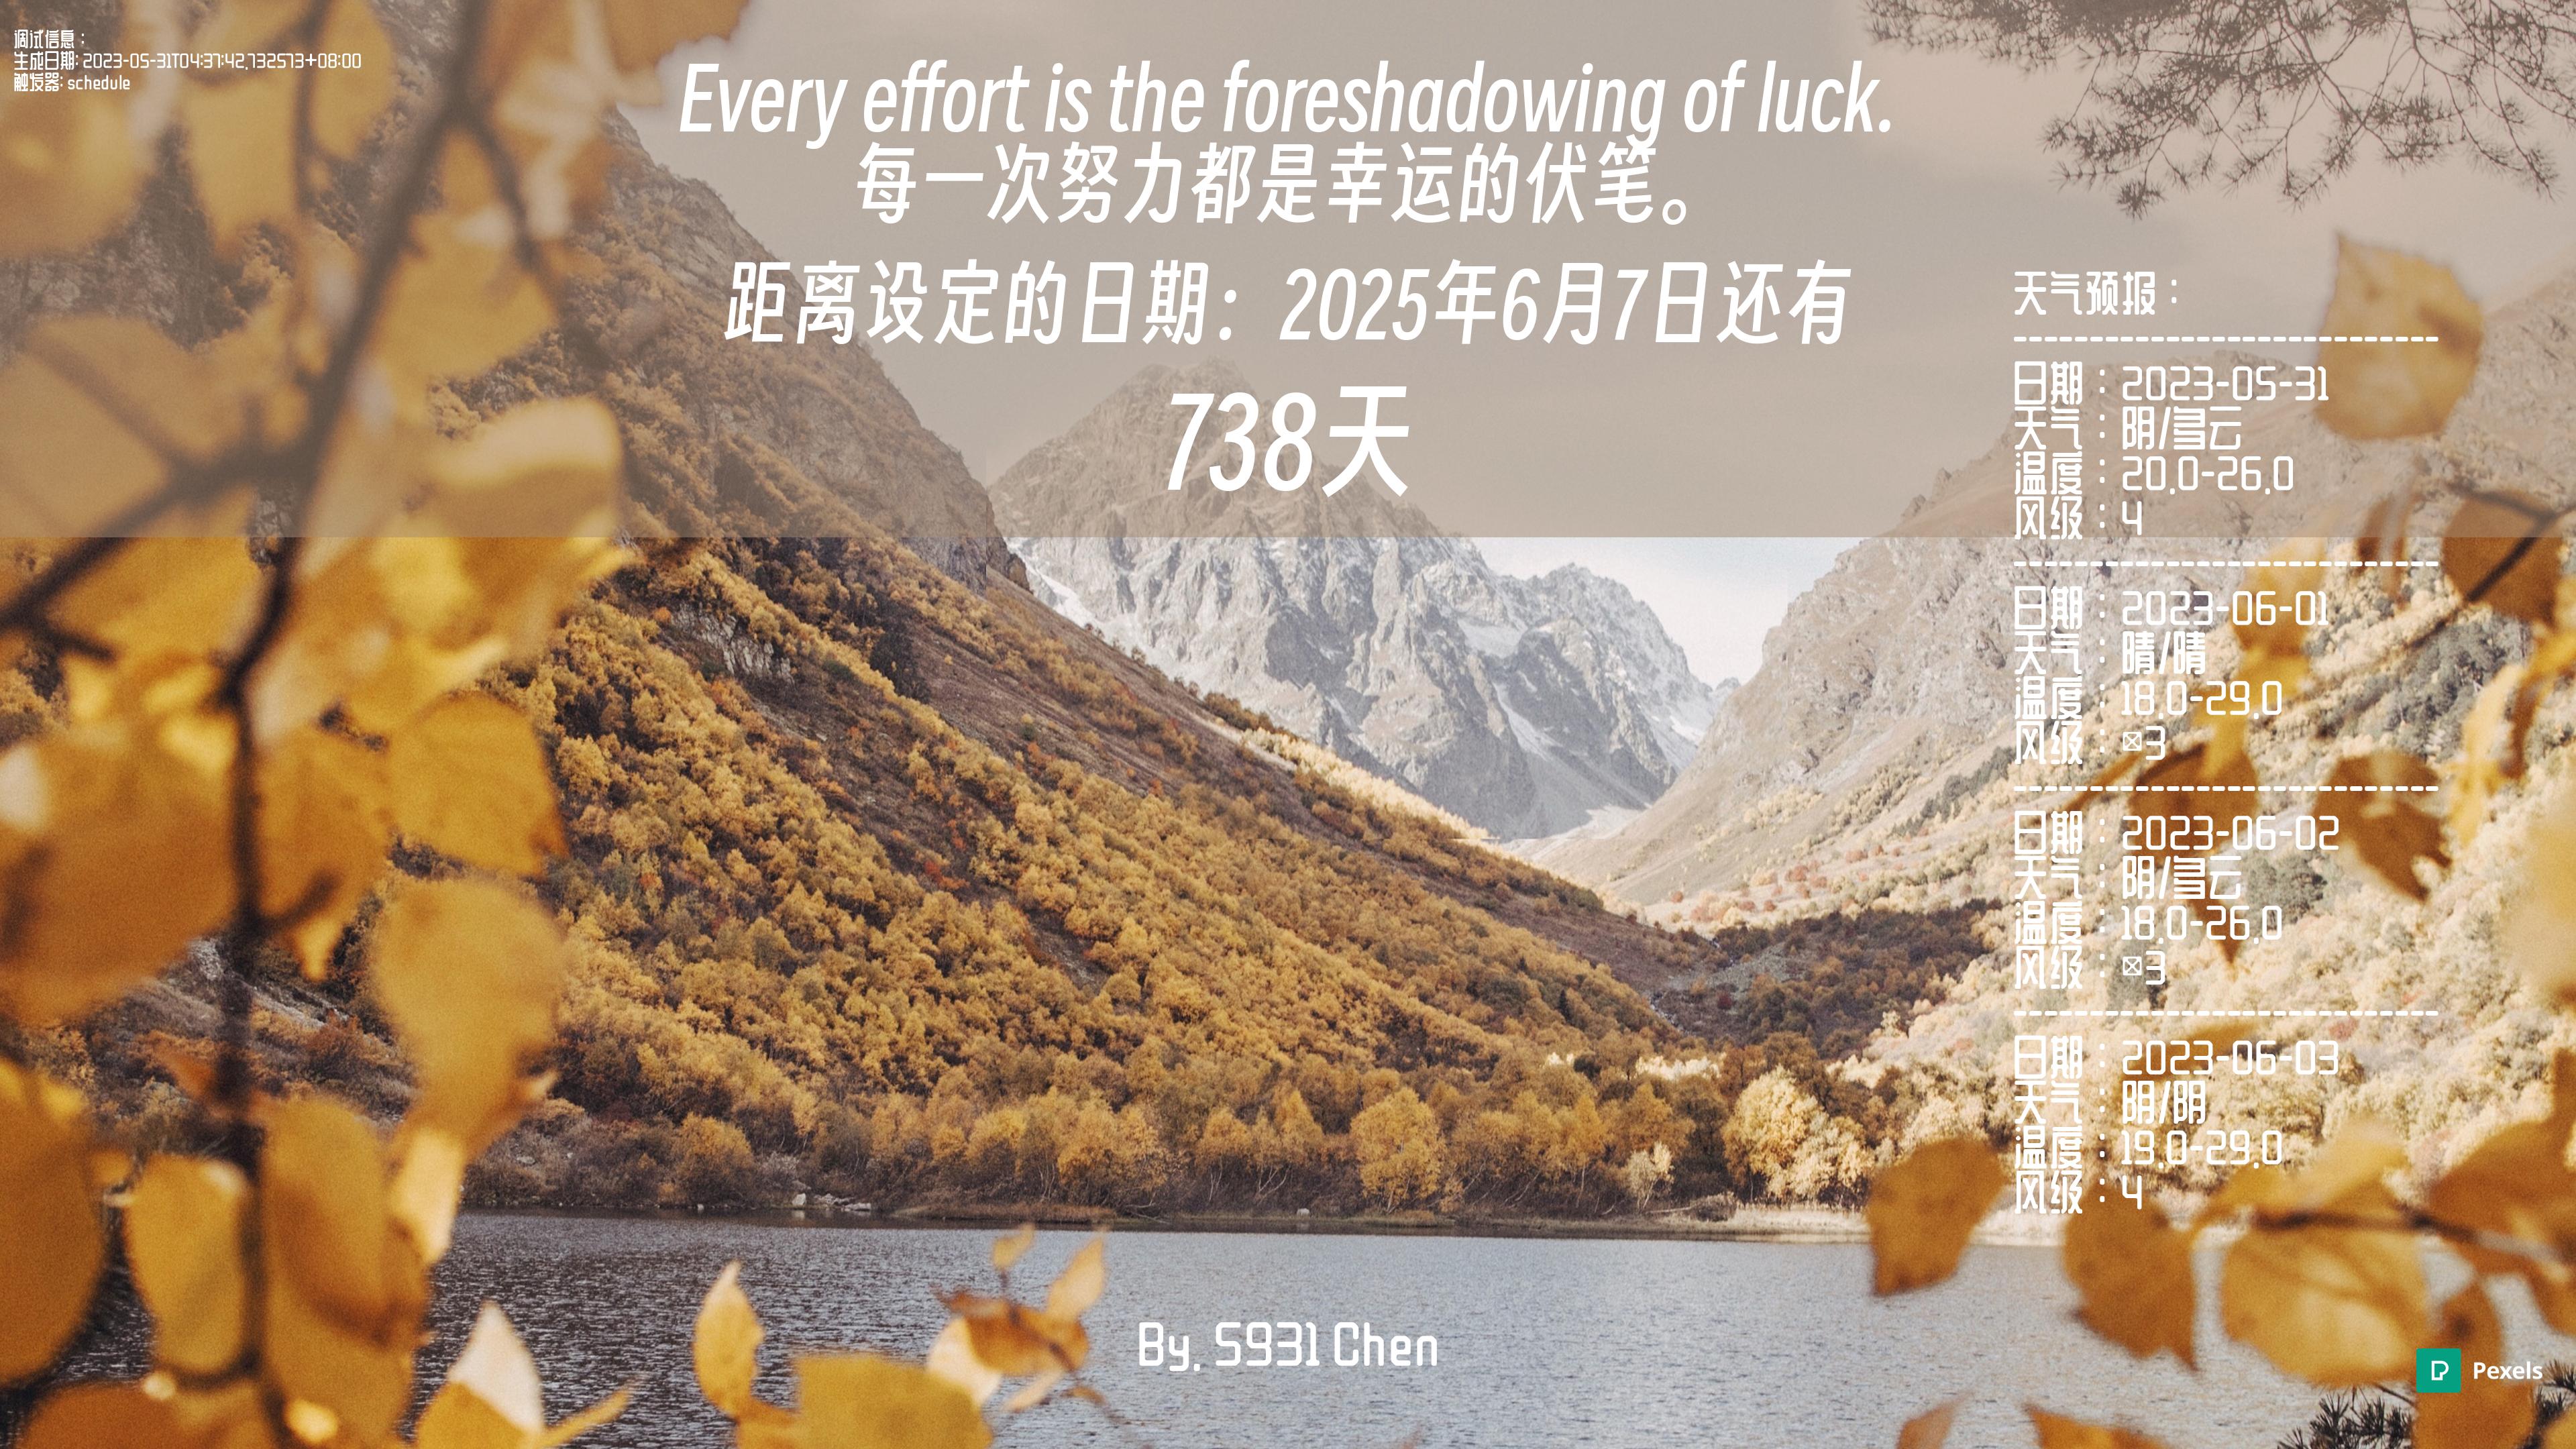 调试信息：
生成日期: 2023-05-31T04:37:42.732573+08:00
触发器: schedule
Every effort is the foreshadowing of luck.
每一次努力都是幸运的伏笔。
距离设定的日期：2025年6月7日还有
738天
天气预报：
----------------------------
日期：2023-05-31
天气：阴/多云
温度：20.0-26.0
风级：4
----------------------------
日期：2023-06-01
天气：晴/晴
温度：18.0-29.0
风级：☒3
----------------------------
日期：2023-06-02
天气：阴/多云
温度：18.0-26.0
风级：☒3
----------------------------
日期：2023-06-03
天气：阴/阴
温度：19.0-29.0
风级：4
By. S931 Chen
Pexels